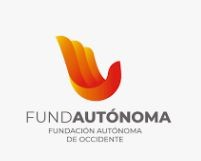 FUNDAUTÓNOMA
FUNDACIÓN AUTÓNOMA
DE OCCIDENTE